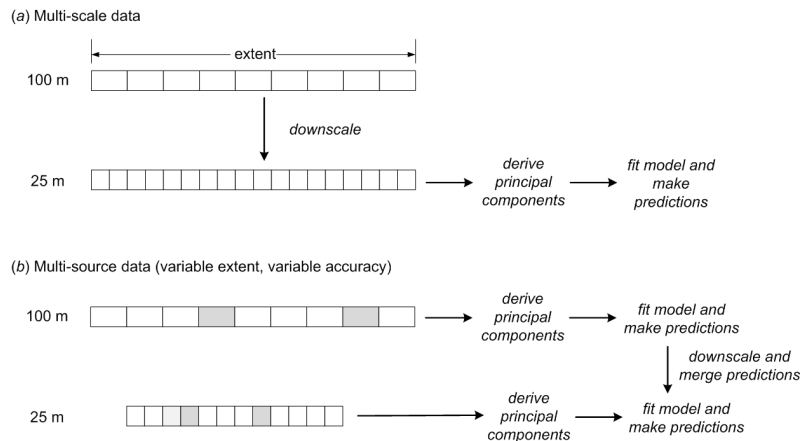 (a) Multi-scale data
extent
100 m
downscale
25 m
derive
principal
components
fit model and
make
predictions
(b) Multi-source data (variable extent, variable accuracy)
100 m
derive
principal
components
fit model and
make predictions
downscale and
merge predictions
25 m
derive
principal
components
fit model and
make predictions